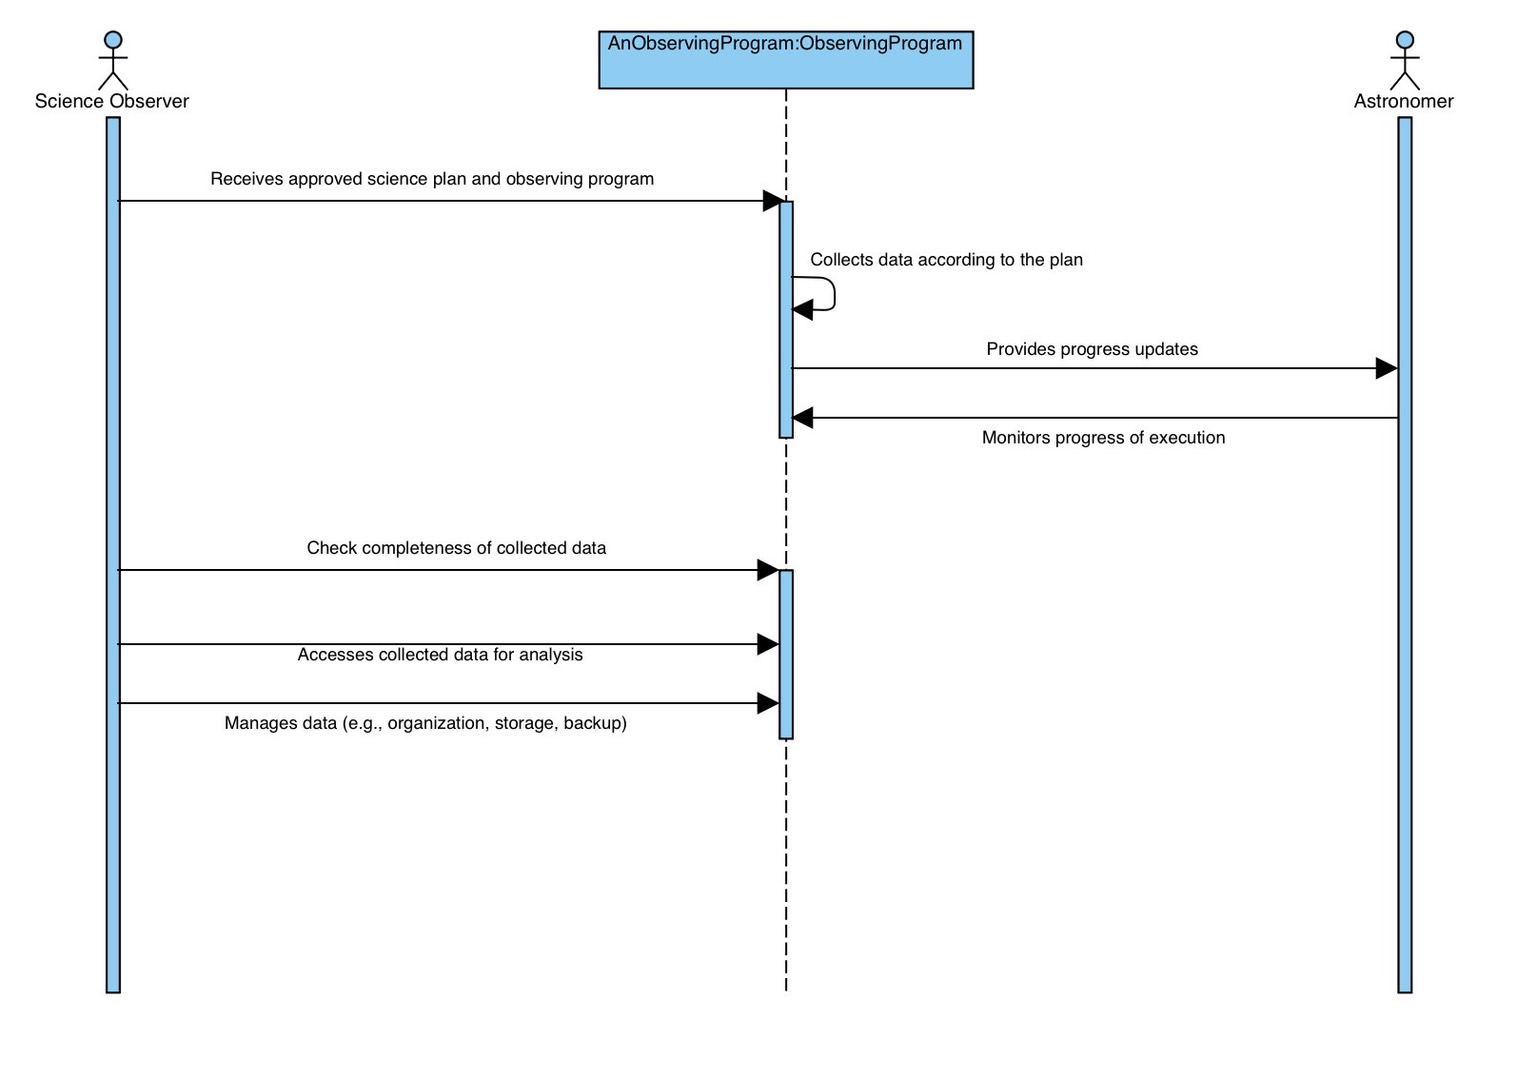 Science Observer
AnObservingProgram:ObservingProgram
Astronomer
Receives approved science plan and observing program
Collects data according to the plan
Provides progress updates
Monitors progress of execution
Check completeness of collected data
Accesses collected data for analysis
Manages data (e.g., organization, storage, backup)